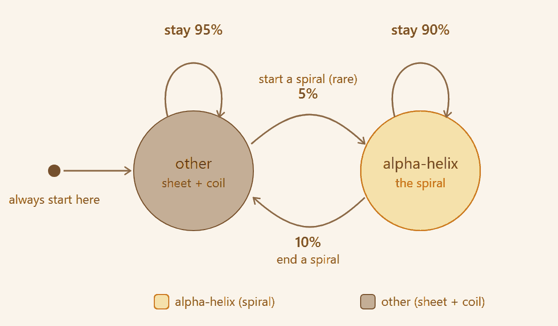 stay 95%
stay 90%
start a spiral (rare)
5%
other
sheet + coil
alpha-helix
the spiral
always start here
10%
end a spiral
alpha-helix (spiral)
other (sheet + coil)